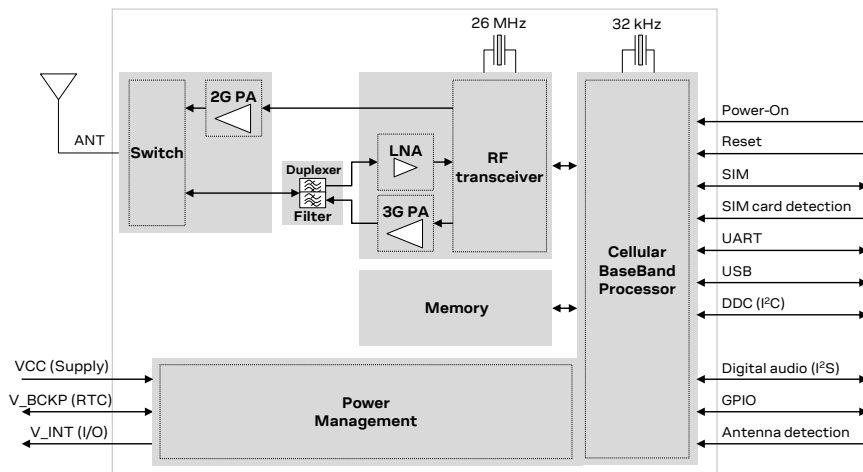 26 MHz
32 kHz
2G PA
ANT
Switch
LNA
Duplexer
Filter
3G PA
RF
transceiver
Cellular
BaseBand
Processor
Memory
Power-On
Reset
SIM
SIM card detection
UART
USB
DDC (I²C)
Digital audio (I²S)
GPIO
Antenna detection
VCC (Supply)
V_BCKP (RTC)
V_INT (I/O)
Power
Management